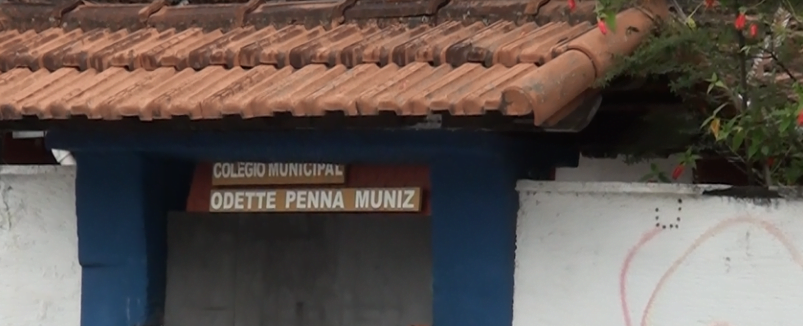 COLEGIO MUNICIPAL
ODETTE PENNA MUNIZ